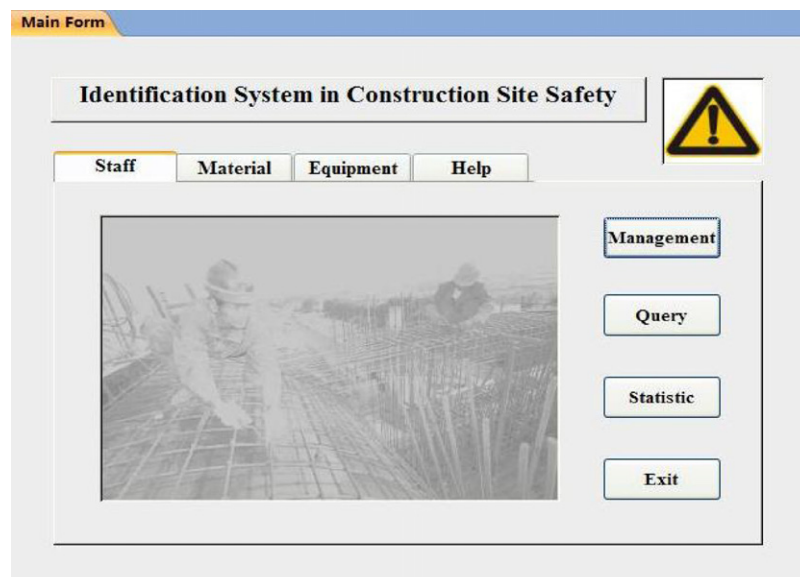 Main Form
Identification System in Construction Site Safety
Staff
Material
Equipment
Help
Management
Query
Statistic
Exit